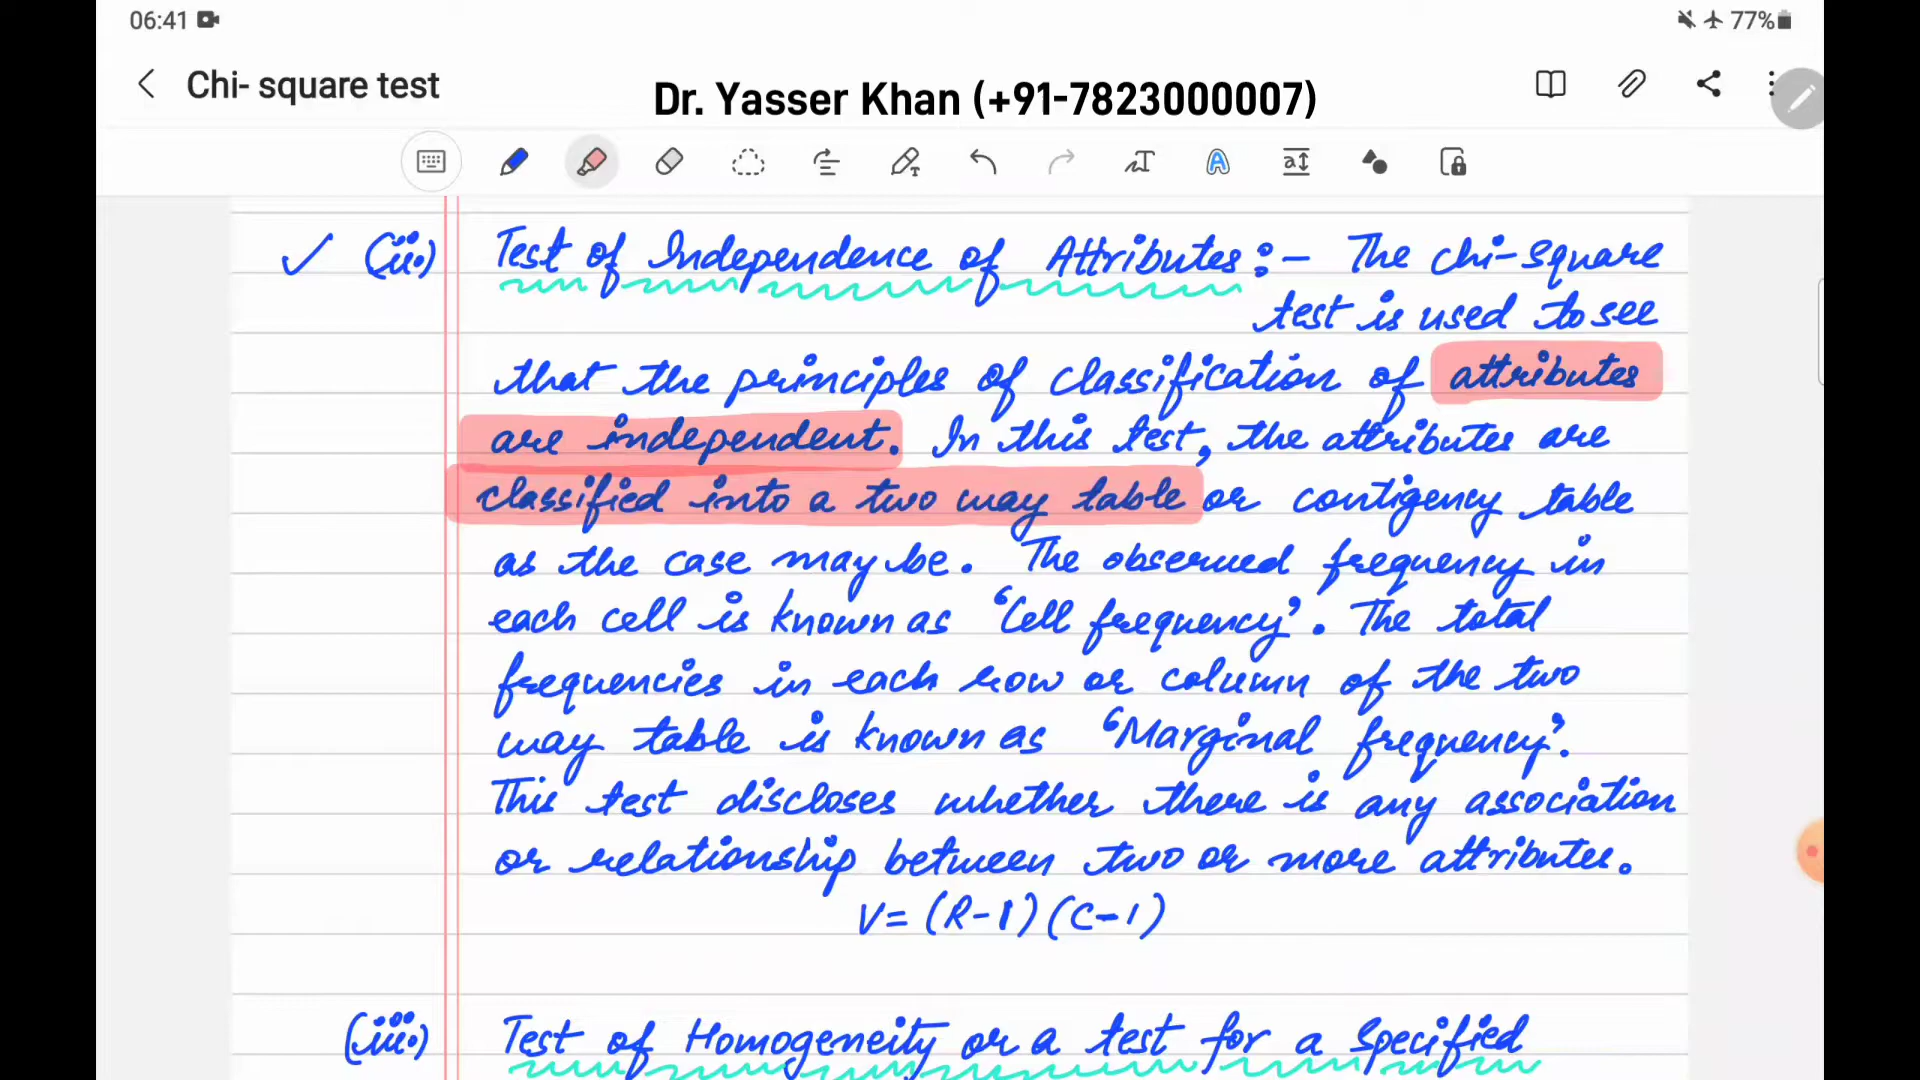 06:41
77%
Chi- square test
Dr. Yasser Khan (+91-7823000007)
✓ (ii.) Test of Independence of Attributes:- The chi-square
test is used to see
that the principles of classification of attributes
are independent. In this test, the attributes are
classified into a two way table or contigency table
as the case may be. The observed frequency in
each cell is known as 'Cell frequency'. The total
frequencies in each row or column of the two
way table is known as 'Marginal frequency'.
This test discloses whether there is any association
or relationship between two or more attributes.
V= (R-1) (C-1)
(iii.) Test of Homogeneity or a test for a Specified